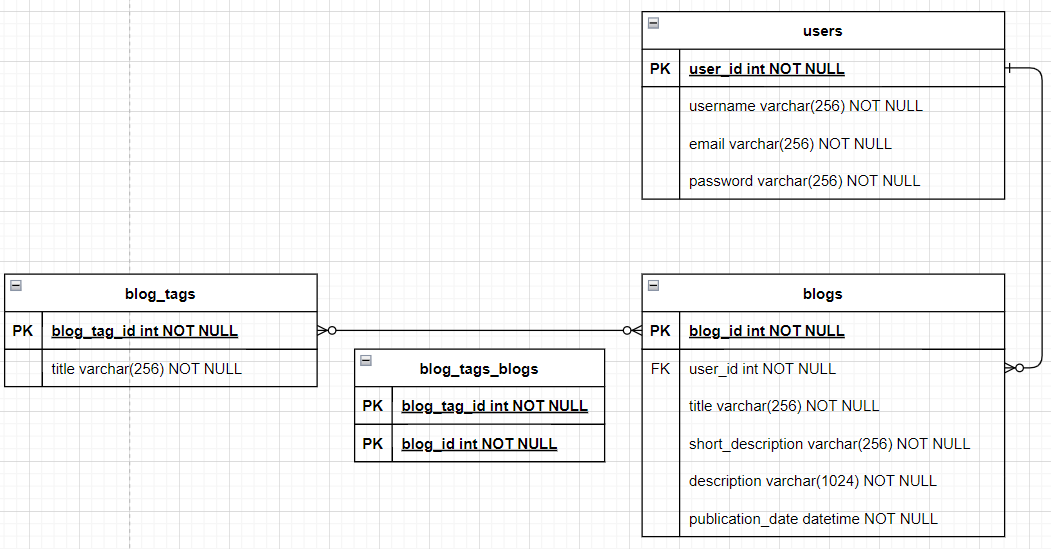 users
PK user_id int NOT NULL
username varchar(256) NOT NULL
email varchar(256) NOT NULL
password varchar(256) NOT NULL
blog_tags
PK blog_tag_id int NOT NULL
title varchar(256) NOT NULL
blog_tags_blogs
PK blog_tag_id int NOT NULL
PK blog_id int NOT NULL
blogs
PK blog_id int NOT NULL
FK user_id int NOT NULL
title varchar(256) NOT NULL
short_description varchar(256) NOT NULL
description varchar(1024) NOT NULL
publication_date datetime NOT NULL